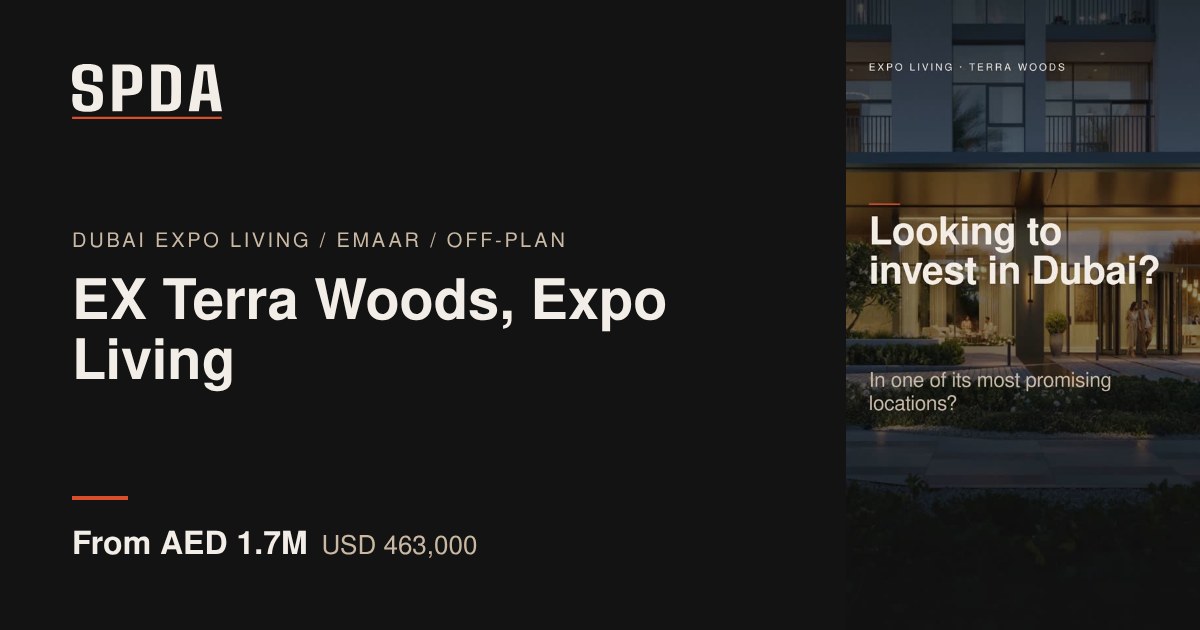 SPDA
DUBAI EXPO LIVING / EMAAR / OFF-PLAN
EX Terra Woods, Expo
Living
From AED 1.7M USD 463,000
EXPO LIVING · TERRA WOODS
Looking to
invest in Dubai?
In one of its most promising
locations?